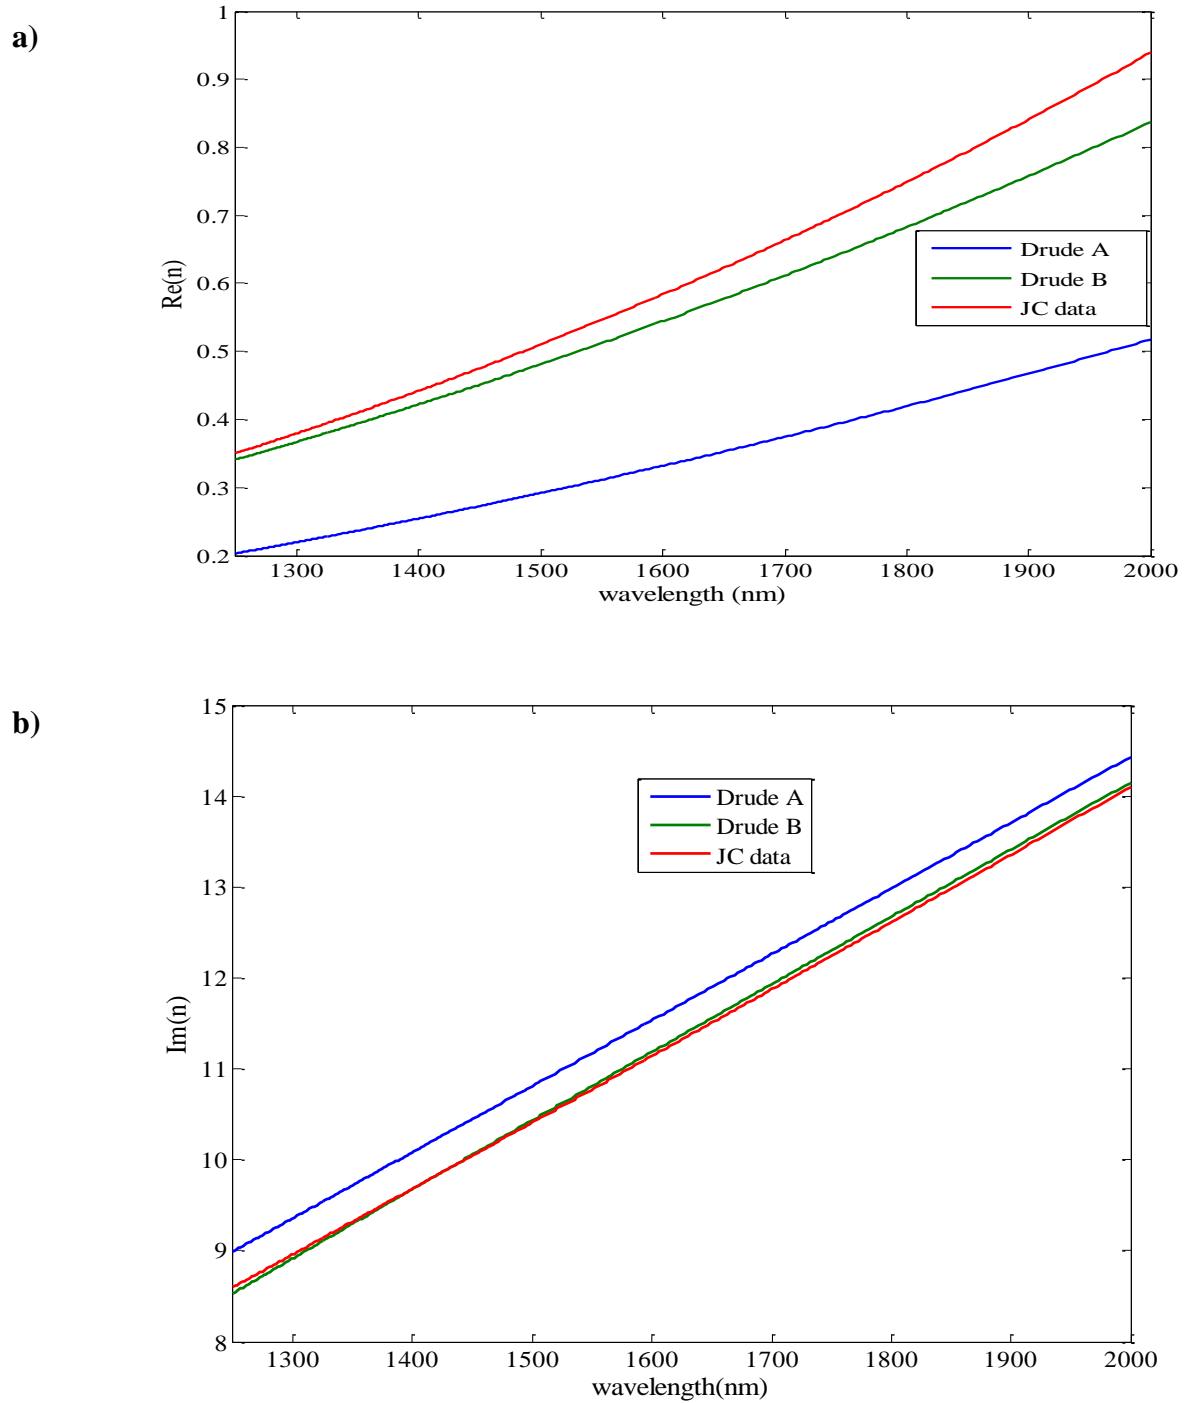 a)
1
0.9
0.8
0.7
0.6
0.5
0.4
0.3
0.2
Re(n)
Drude A
Drude B
JC data
1300 1400 1500 1600 1700 1800 1900 2000
wavelength (nm)
b)
15
14
13
12
11
10
9
8
Im(n)
Drude A
Drude B
JC data
1300 1400 1500 1600 1700 1800 1900 2000
wavelength(nm)